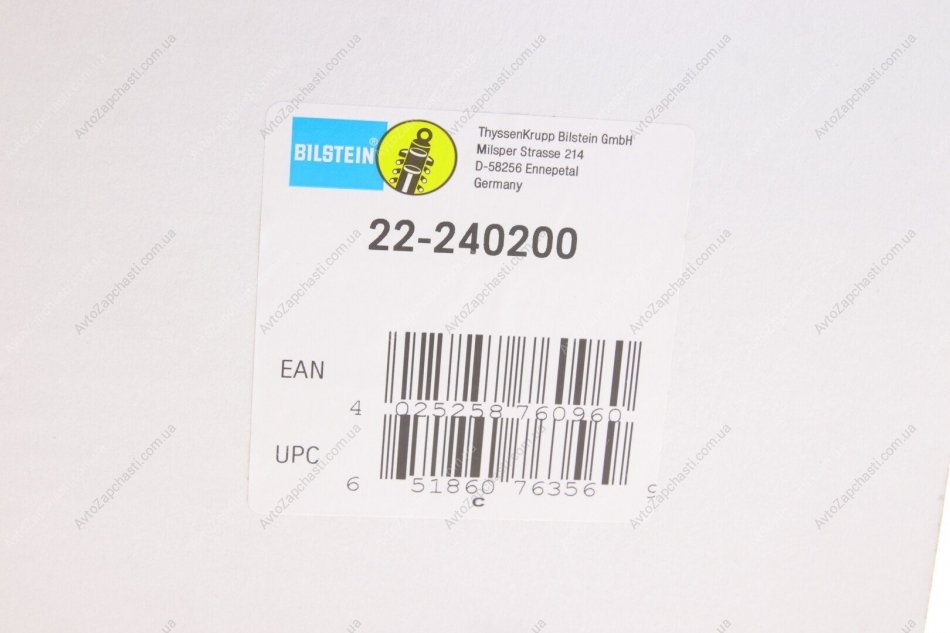 BILSTEIN®
ThyssenKrupp Bilstein GmbH
Milsper Strasse 214
D-58256 Ennepetal
Germany
22-240200
EAN
4 025258 760960
UPC
6 51860 76356
c
AvtoZapchasti.com.ua